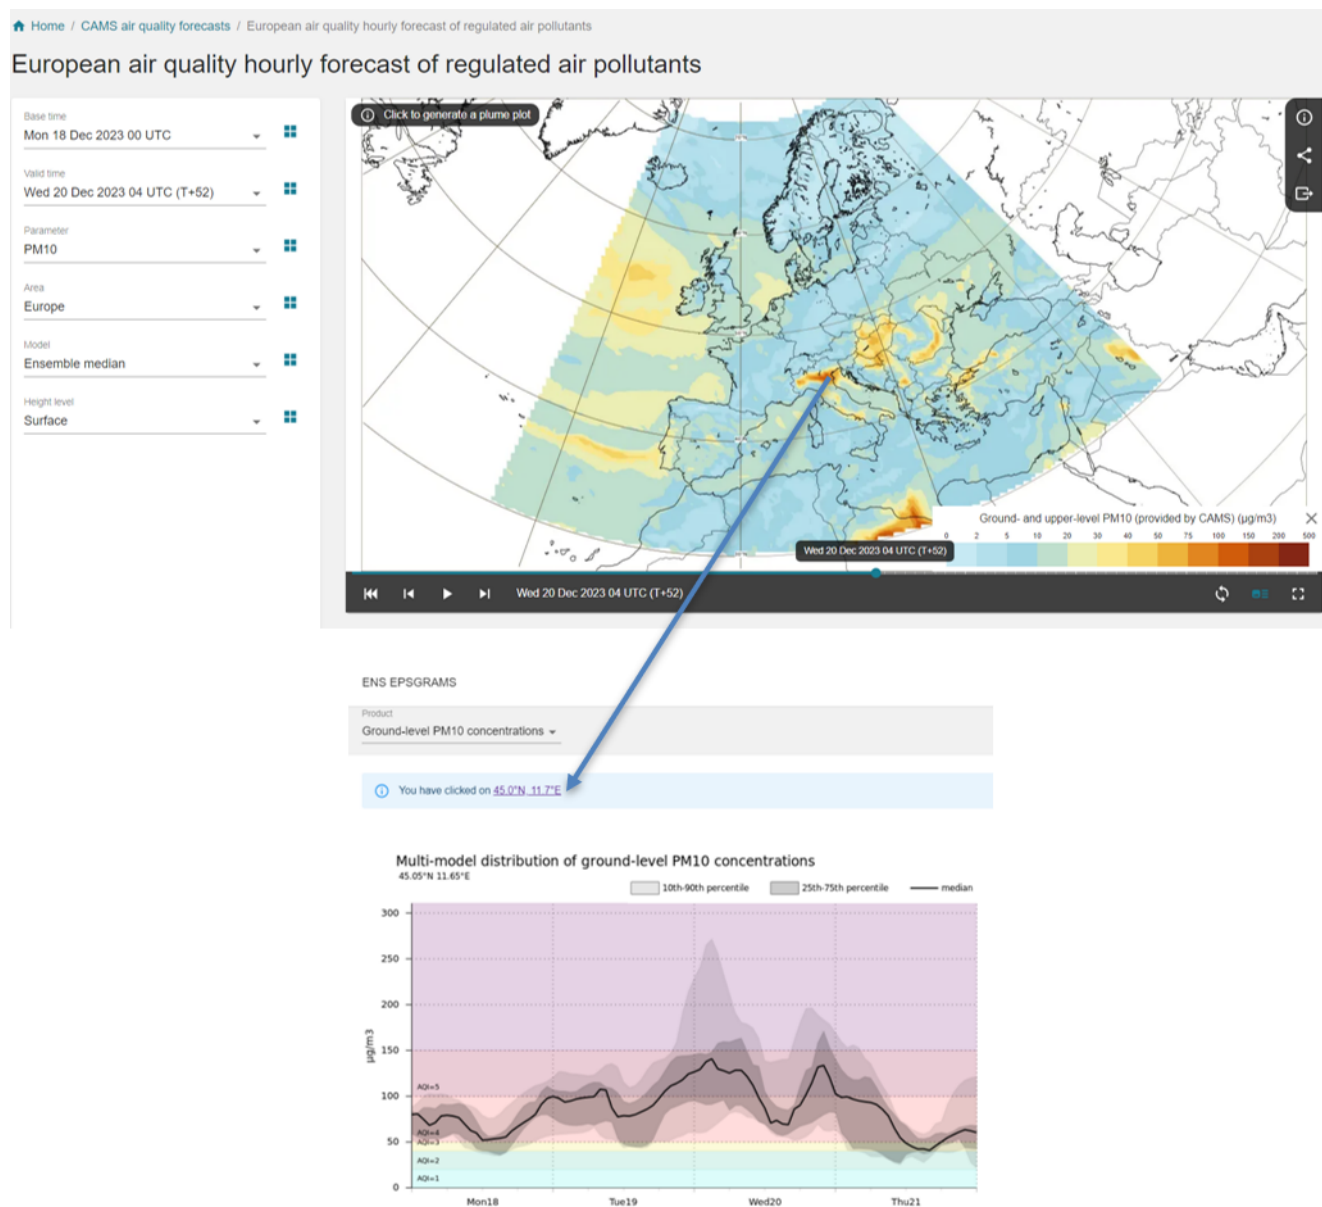 Home / CAMS air quality forecasts / European air quality hourly forecast of regulated air pollutants
European air quality hourly forecast of regulated air pollutants
Base time
Mon 18 Dec 2023 00 UTC
Valid time
Wed 20 Dec 2023 04 UTC (T+52)
Parameter
PM10
Area
Europe
Model
Ensemble median
Height level
Surface
Click to generate a plume plot
Ground- and upper-level PM10 (provided by CAMS) (µg/m3)
0 2 5 10 20 30 40 50 75 100 150 200 500
Wed 20 Dec 2023 04 UTC (T+52)
Wed 20 Dec 2023 04 UTC (T+52)
ENS EPSGRAMS
Product
Ground-level PM10 concentrations
You have clicked on 45.0°N, 11.7°E
Multi-model distribution of ground-level PM10 concentrations
45.05°N 11.65°E
10th-90th percentile 25th-75th percentile median
300
250
200
150
100
50
0
µg/m3
AQI=5
AQI=4
AQI=3
AQI=2
AQI=1
Mon18 Tue19 Wed20 Thu21